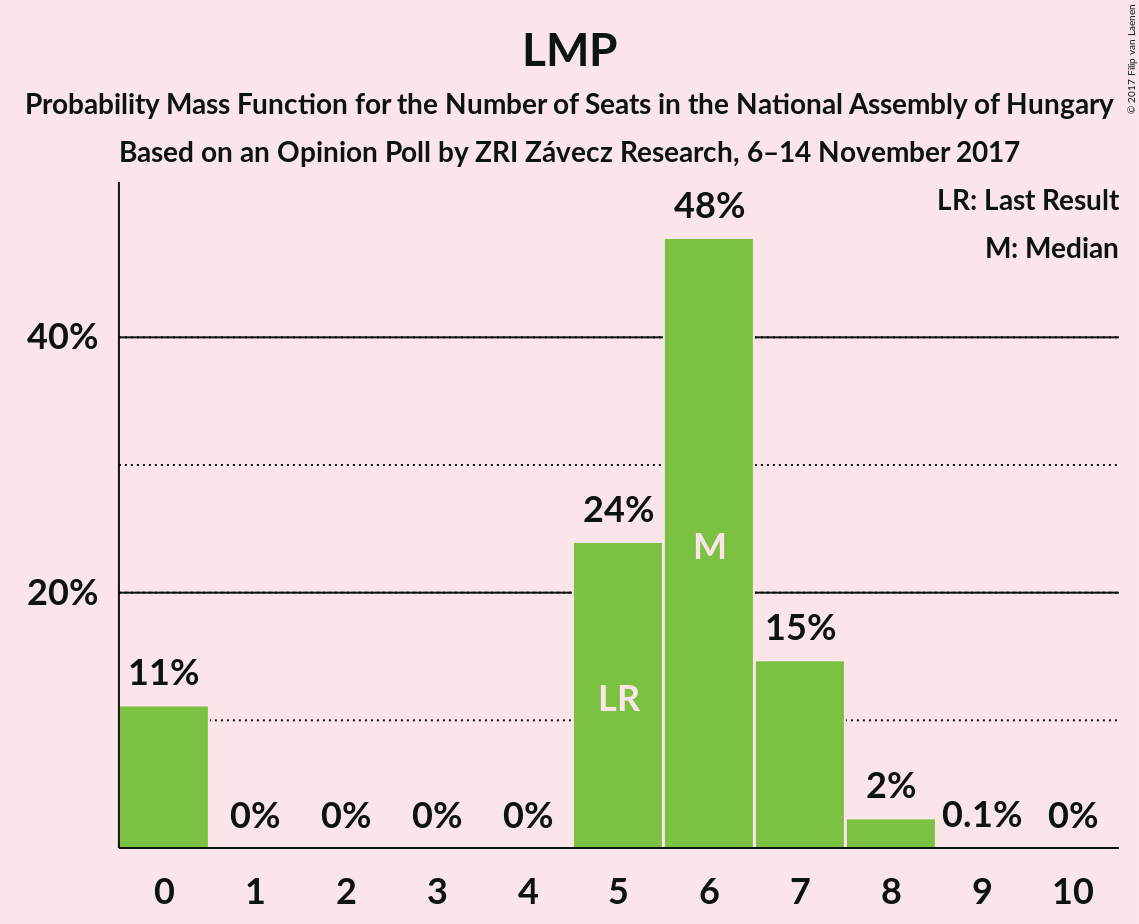 © 2017 Filip van Laenen
LMP
Probability Mass Function for the Number of Seats in the National Assembly of Hungary
Based on an Opinion Poll by ZRI Závecz Research, 6–14 November 2017
LR: Last Result
M: Median
48%
40%
24%
M
20%
15%
11%
LR
2%
0% 0% 0% 0% 0.1% 0%
0 1 2 3 4 5 6 7 8 9 10